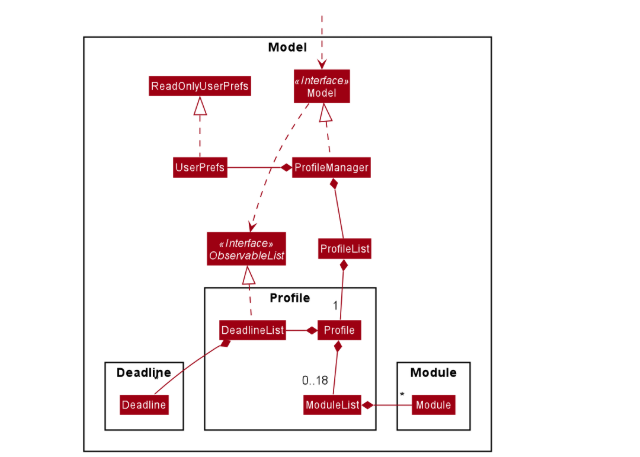 Model
«Interface»
Model
ReadOnlyUserPrefs
UserPrefs
ProfileManager
«Interface»
ObservableList
ProfileList
Profile
1
DeadlineList
Profile
Deadline
*
0..18
Module
*
Deadline
ModuleList
Module